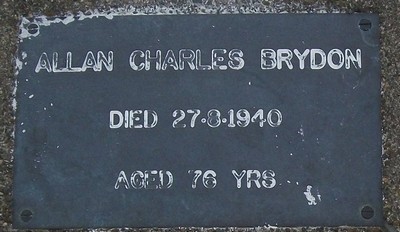 ALLAN CHARLES BRYDON
DIED 27·8·1940
AGED 76 YRS